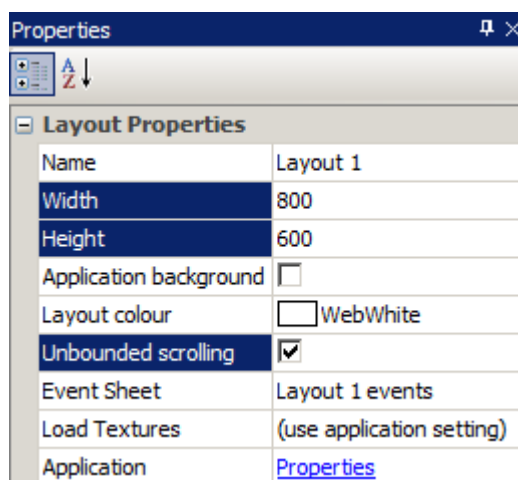 Properties
A Z
Layout Properties
Name Layout 1
Width 800
Height 600
Application background
Layout colour WebWhite
Unbounded scrolling
Event Sheet Layout 1 events
Load Textures (use application setting)
Application Properties